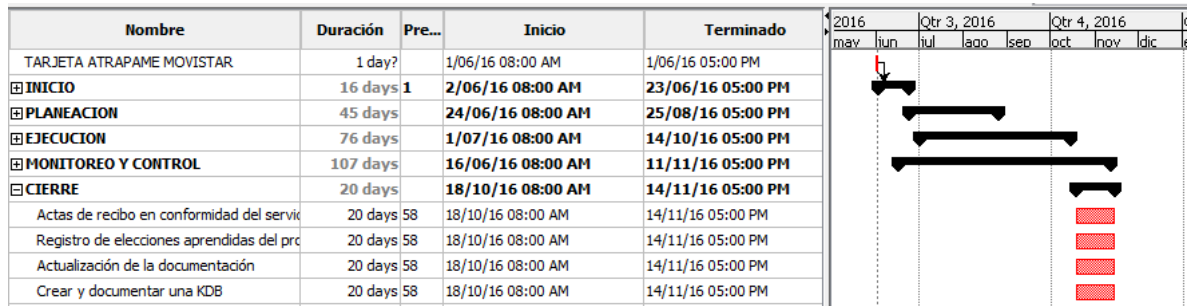 Nombre Duración Pre... Inicio Terminado
2016 Qtr 3, 2016 Qtr 4, 2016
may jun jul ago sep oct nov dic
TARJETA ATRAPAME MOVISTAR 1 day? 1/06/16 08:00 AM 1/06/16 05:00 PM
INICIO 16 days 1 2/06/16 08:00 AM 23/06/16 05:00 PM
PLANEACION 45 days 24/06/16 08:00 AM 25/08/16 05:00 PM
EJECUCION 76 days 1/07/16 08:00 AM 14/10/16 05:00 PM
MONITOREO Y CONTROL 107 days 16/06/16 08:00 AM 11/11/16 05:00 PM
CIERRE 20 days 18/10/16 08:00 AM 14/11/16 05:00 PM
Actas de recibo en conformidad del servic 20 days 58 18/10/16 08:00 AM 14/11/16 05:00 PM
Registro de elecciones aprendidas del pro 20 days 58 18/10/16 08:00 AM 14/11/16 05:00 PM
Actualización de la documentación 20 days 58 18/10/16 08:00 AM 14/11/16 05:00 PM
Crear y documentar una KDB 20 days 58 18/10/16 08:00 AM 14/11/16 05:00 PM